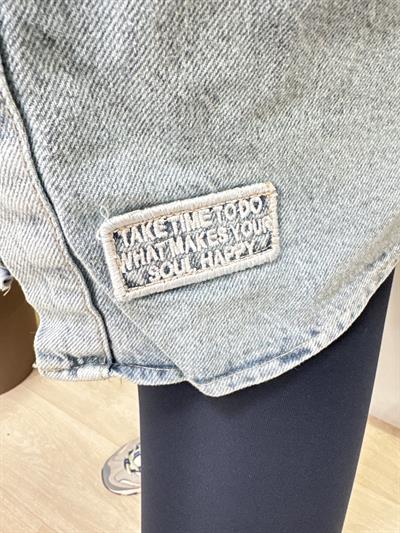 TAKE TIME TO DO
WHAT MAKES YOUR
SOUL HAPPY